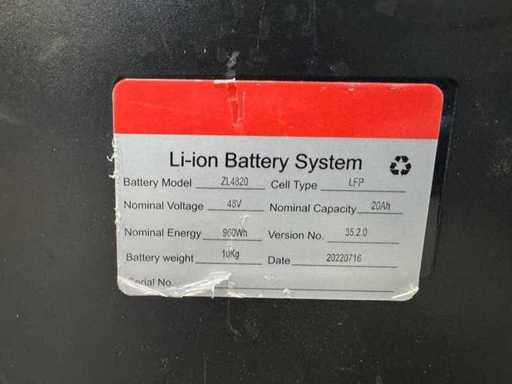 Li-ion Battery System
Battery Model ZL4820 Cell Type LFP
Nominal Voltage 48V Nominal Capacity 20Ah
Nominal Energy 960Wh Version No. 35.2.0
Battery weight 10Kg Date 20220716
Serial No.